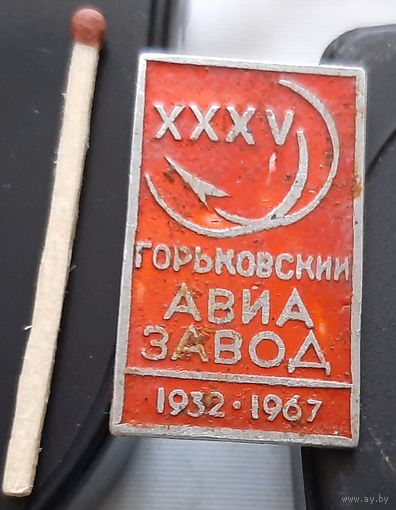 XXXV
ГОРЬКОВСКИЙ
АВИА
ЗАВОД
1932 · 1967
www.ay.by